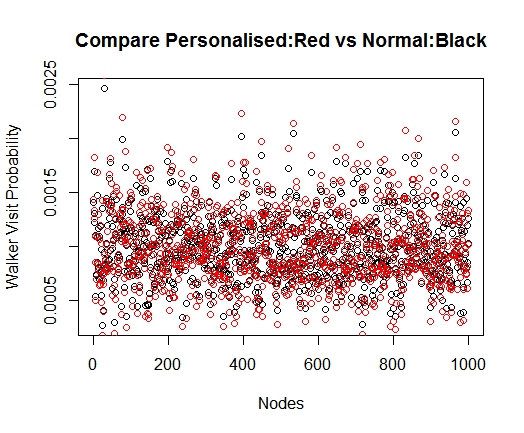 Compare Personalised:Red vs Normal:Black
Walker Visit Probability
0.0025
0.0015
0.0005
0 200 400 600 800 1000
Nodes